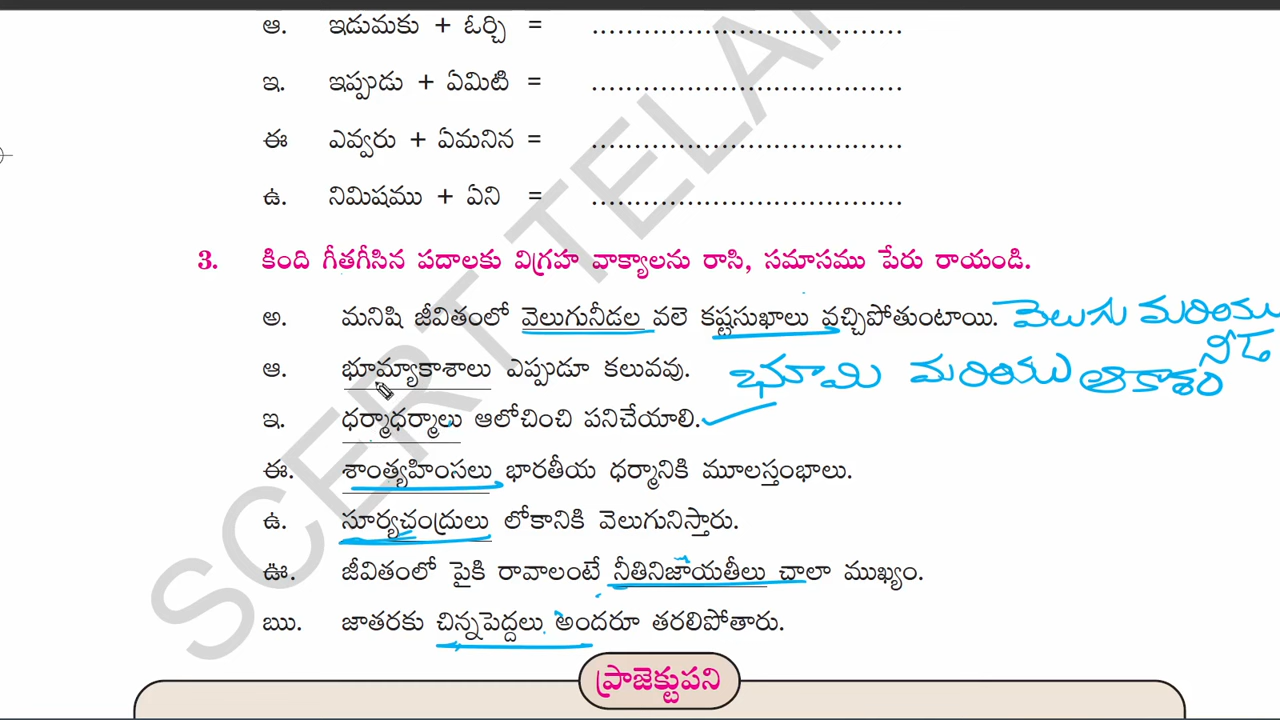 ఆ. ఇడుమకు + ఓర్చి = ....................................
ఇ. ఇప్పుడు + ఏమిటి = ....................................
ఈ ఎవ్వరు + ఏమనిన = ....................................
ఉ. నిమిషము + ఏని = ....................................
3. కింది గీతగీసిన పదాలకు విగ్రహ వాక్యాలను రాసి, సమాసము పేరు రాయండి.
అ. మనిషి జీవితంలో వెలుగునీడల వలె కష్టసుఖాలు వచ్చిపోతుంటాయి. వెలుగు మరియు నీడ
ఆ. భూమ్యాకాశాలు ఎప్పుడూ కలువవు. భూమి మరియు ఆకాశం
ఇ. ధర్మాధర్మాలు ఆలోచించి పనిచేయాలి.
ఈ. శాంత్యహింసలు భారతీయ ధర్మానికి మూలస్తంభాలు.
ఉ. సూర్యచంద్రులు లోకానికి వెలుగునిస్తారు.
ఊ. జీవితంలో పైకి రావాలంటే నీతినిజాయతీలు చాలా ముఖ్యం.
ఋ. జాతరకు చిన్నపెద్దలు అందరూ తరలిపోతారు.
ప్రాజెక్టుపని
SCERT TELAN